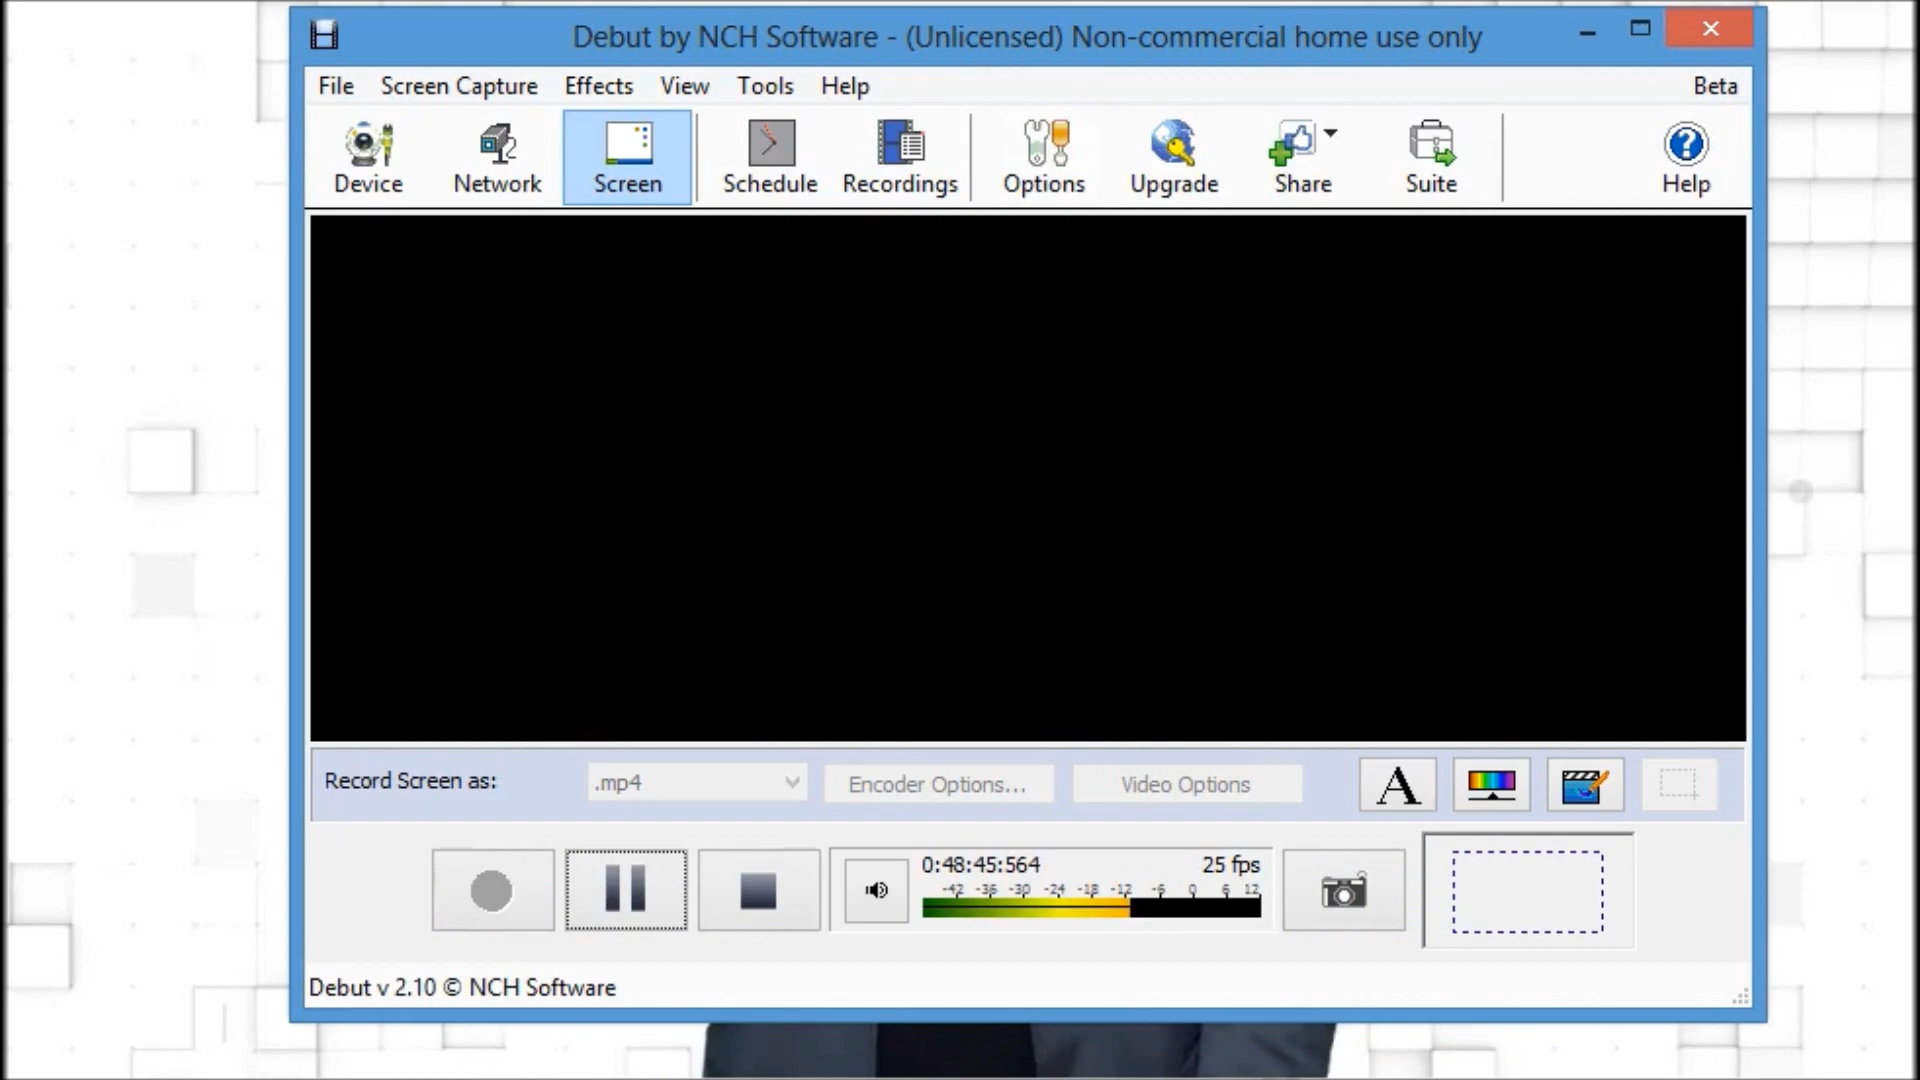 Debut by NCH Software - (Unlicensed) Non-commercial home use only
File Screen Capture Effects View Tools Help Beta
Device Network Screen Schedule Recordings Options Upgrade Share Suite Help
Record Screen as: .mp4 Encoder Options... Video Options A
0:48:45:564 25 fps
-42 -36 -30 -24 -18 -12 -6 0 6 12
Debut v 2.10 © NCH Software